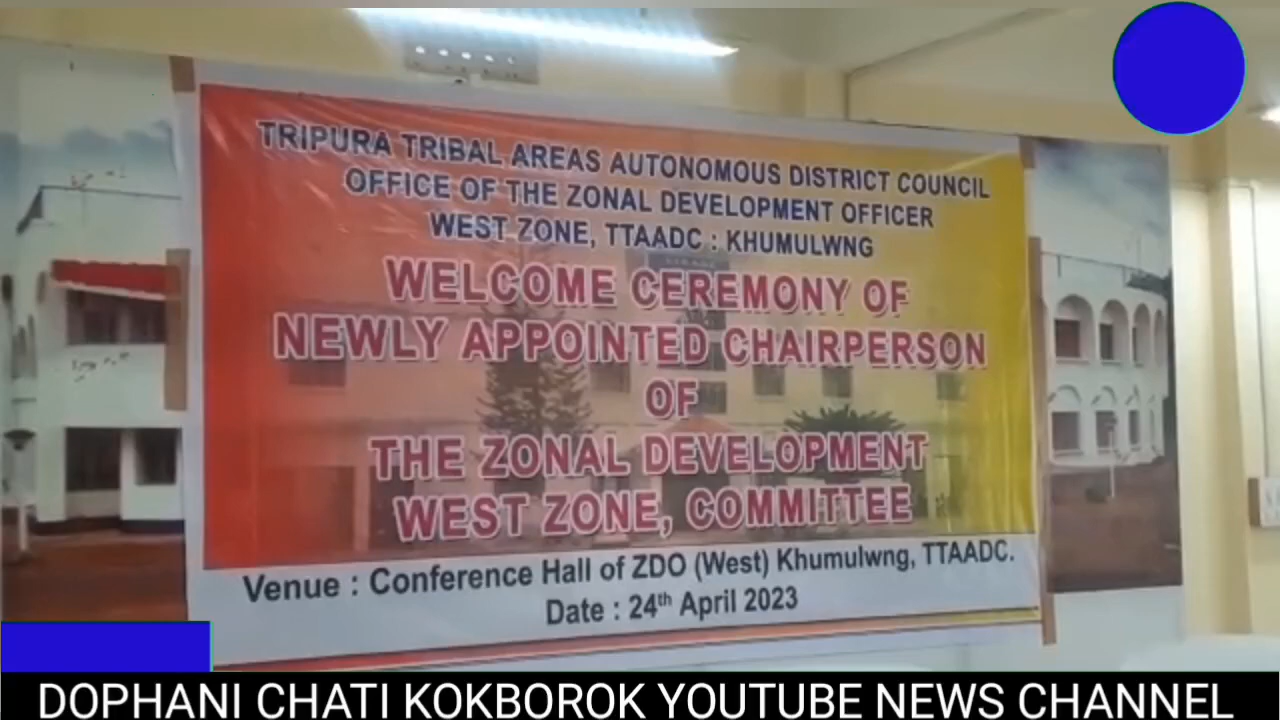 TRIPURA TRIBAL AREAS AUTONOMOUS DISTRICT COUNCIL
OFFICE OF THE ZONAL DEVELOPMENT OFFICER
WEST ZONE, TTAADC : KHUMULWNG
WELCOME CEREMONY OF
NEWLY APPOINTED CHAIRPERSON
OF
THE ZONAL DEVELOPMENT
WEST ZONE, COMMITTEE
Venue : Conference Hall of ZDO (West) Khumulwng, TTAADC.
Date : 24th April 2023
DOPHANI CHATI KOKBOROK YOUTUBE NEWS CHANNEL